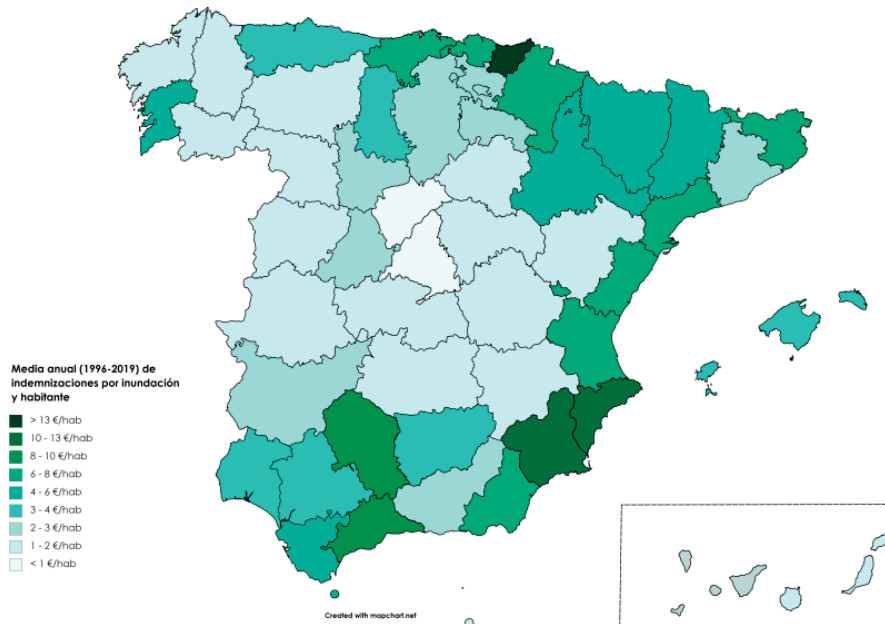 Media anual (1996-2019) de
indemnizaciones por inundación
y habitante
> 13 €/hab
10 - 13 €/hab
8 - 10 €/hab
6 - 8 €/hab
4 - 6 €/hab
3 - 4 €/hab
2 - 3 €/hab
1 - 2 €/hab
< 1 €/hab
Created with mapchart.net